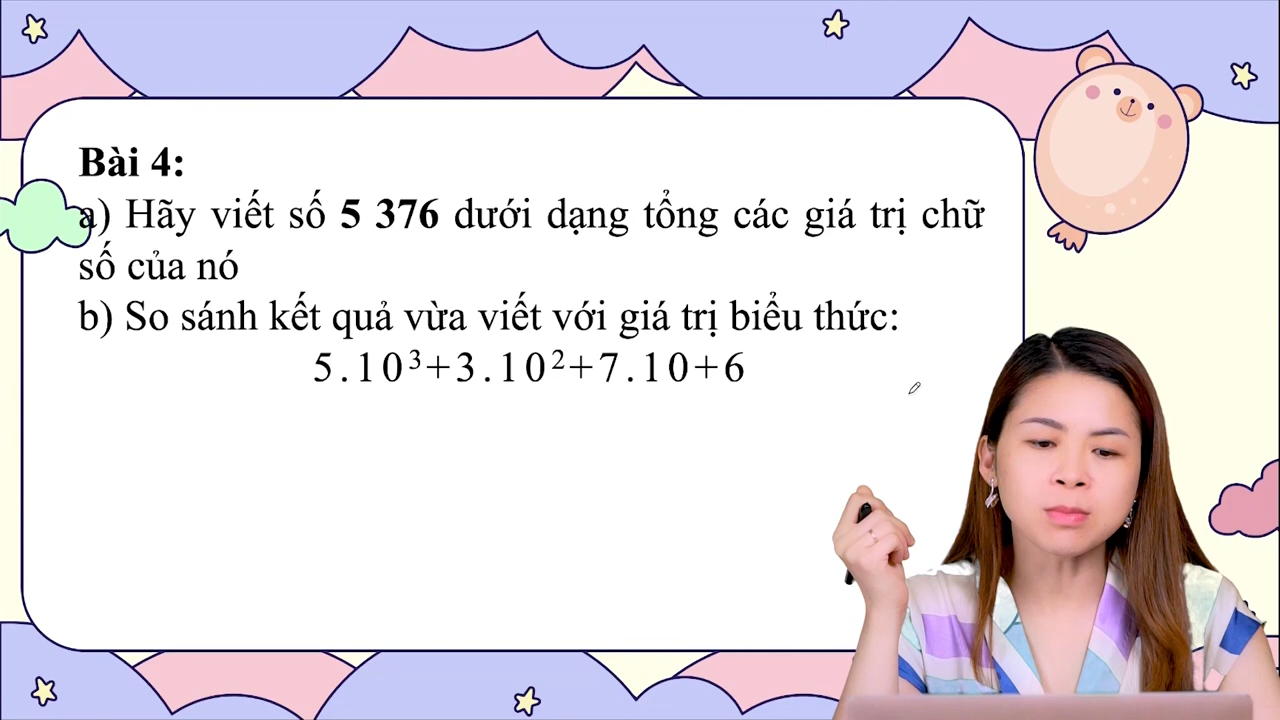 Bài 4:
a) Hãy viết số 5 376 dưới dạng tổng các giá trị chữ
số của nó
b) So sánh kết quả vừa viết với giá trị biểu thức:
5.10³+3.10²+7.10+6